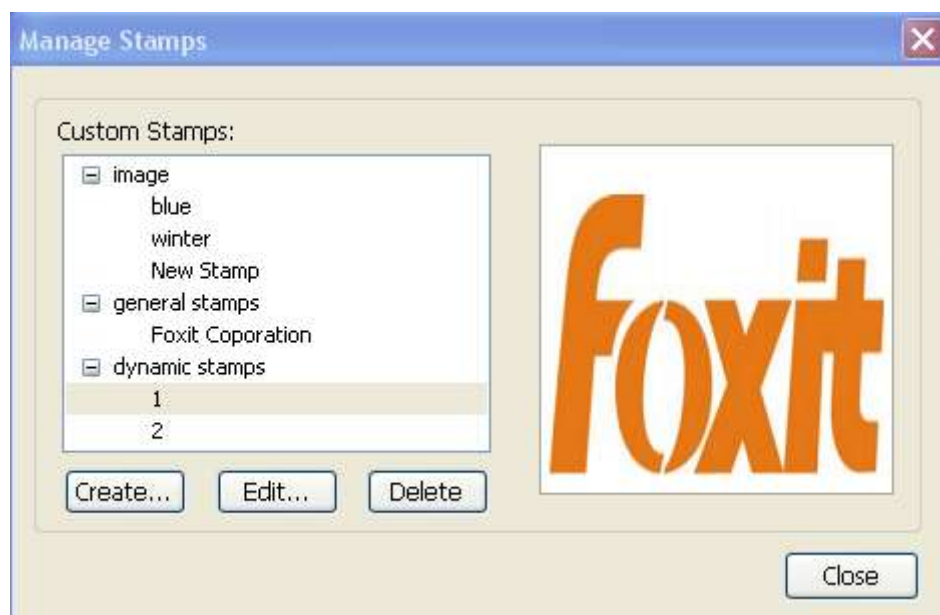 Manage Stamps
Custom Stamps:
image
blue
winter
New Stamp
general stamps
Foxit Coporation
dynamic stamps
1
2
Create... Edit... Delete
foxit
Close